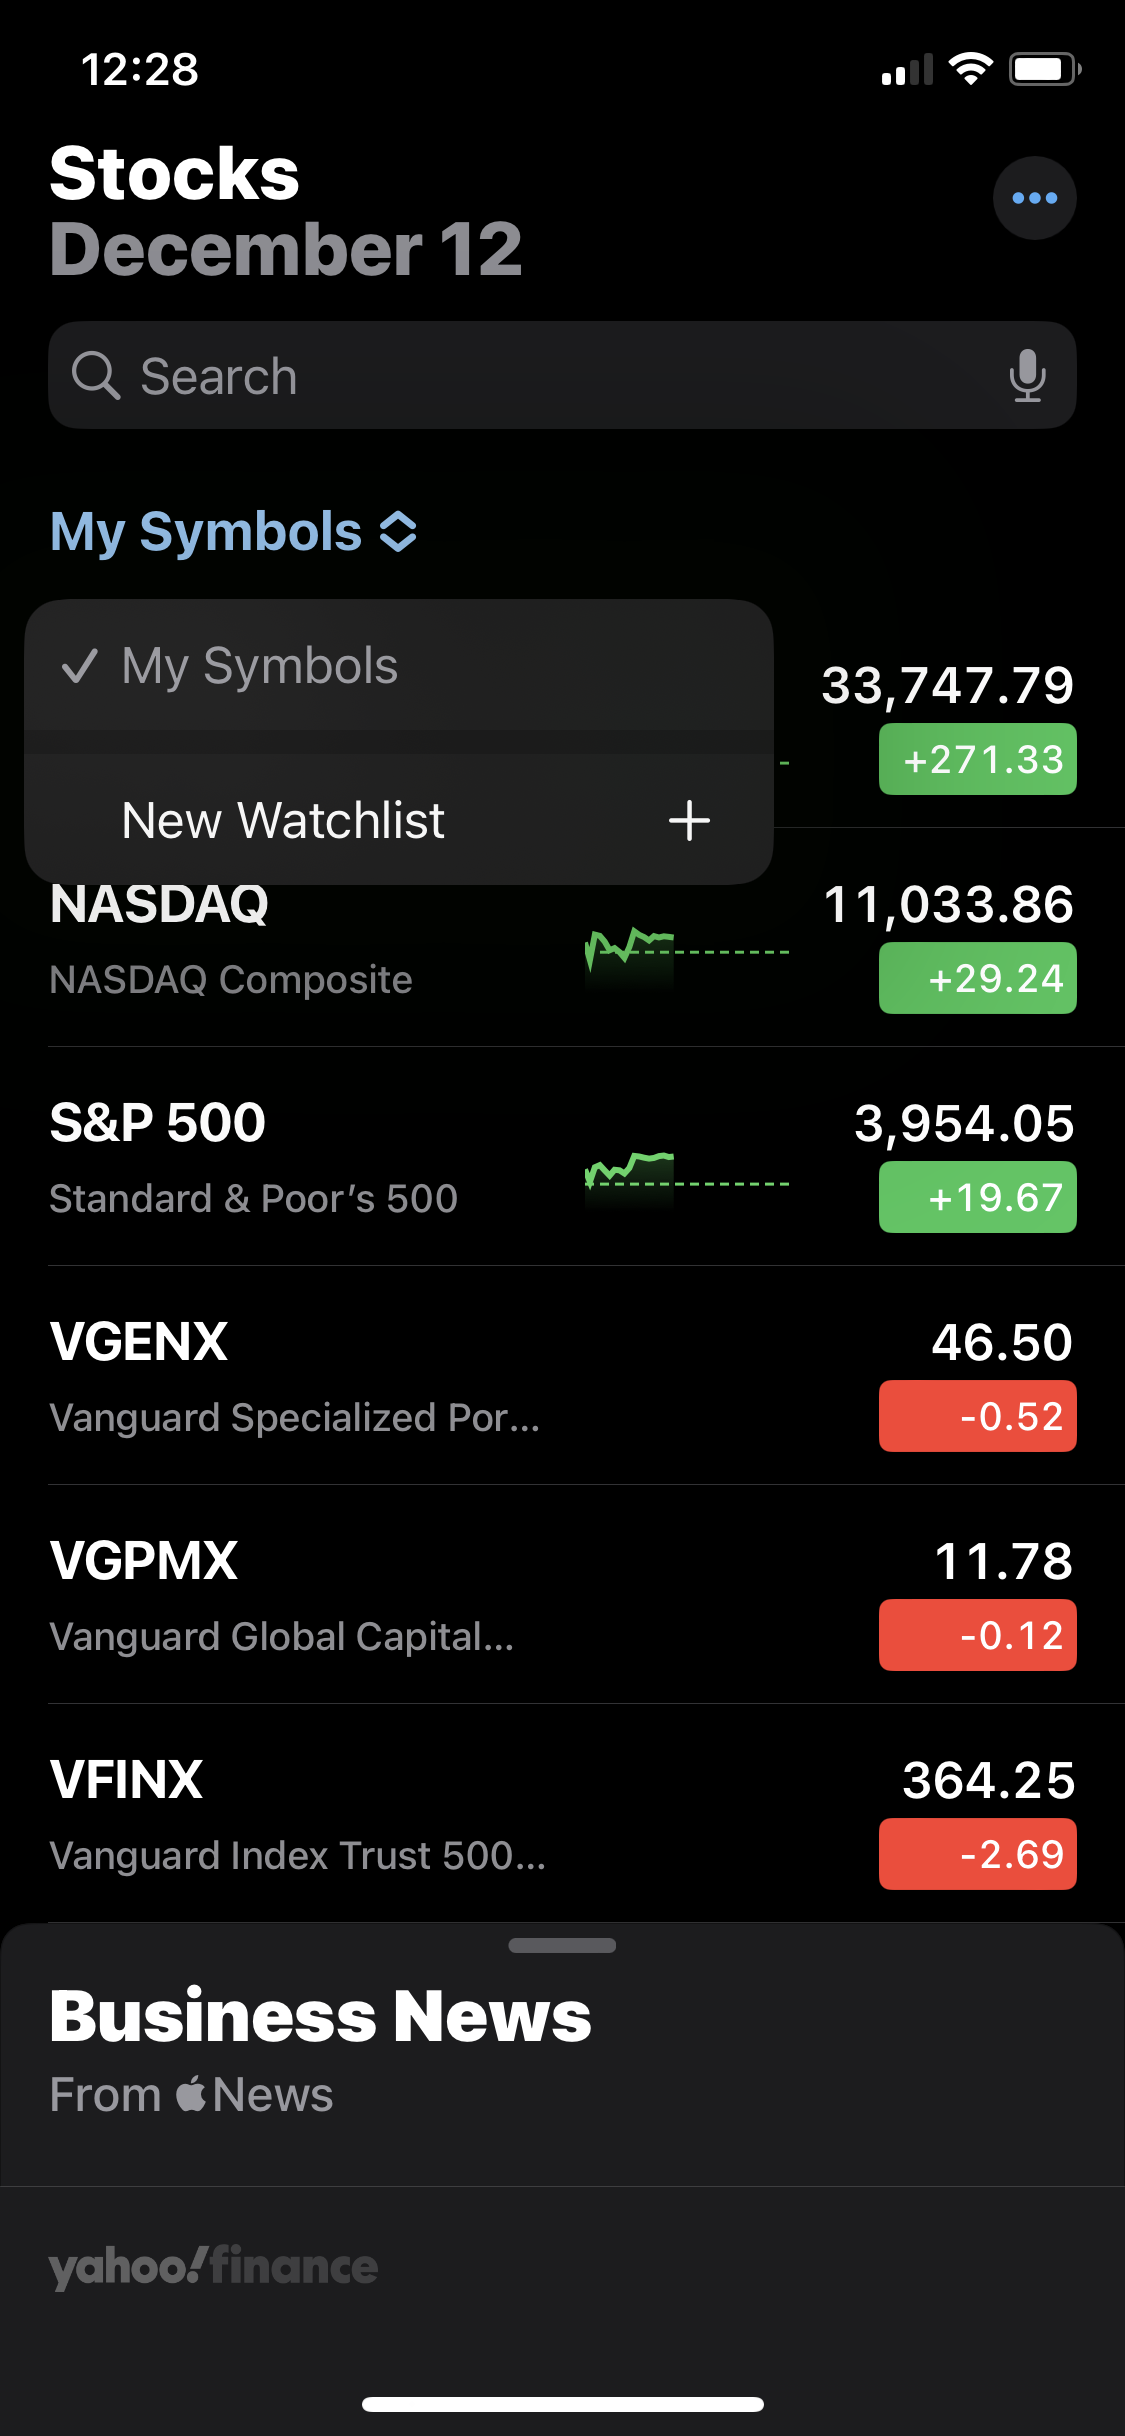 12:28
Stocks
December 12
Search
My Symbols
My Symbols
New Watchlist
33,747.79
+271.33
NASDAQ
11,033.86
NASDAQ Composite
+29.24
S&P 500
3,954.05
Standard & Poor’s 500
+19.67
VGENX
46.50
Vanguard Specialized Por...
-0.52
VGPMX
11.78
Vanguard Global Capital...
-0.12
VFINX
364.25
Vanguard Index Trust 500...
-2.69
Business News
From News
yahoo!finance